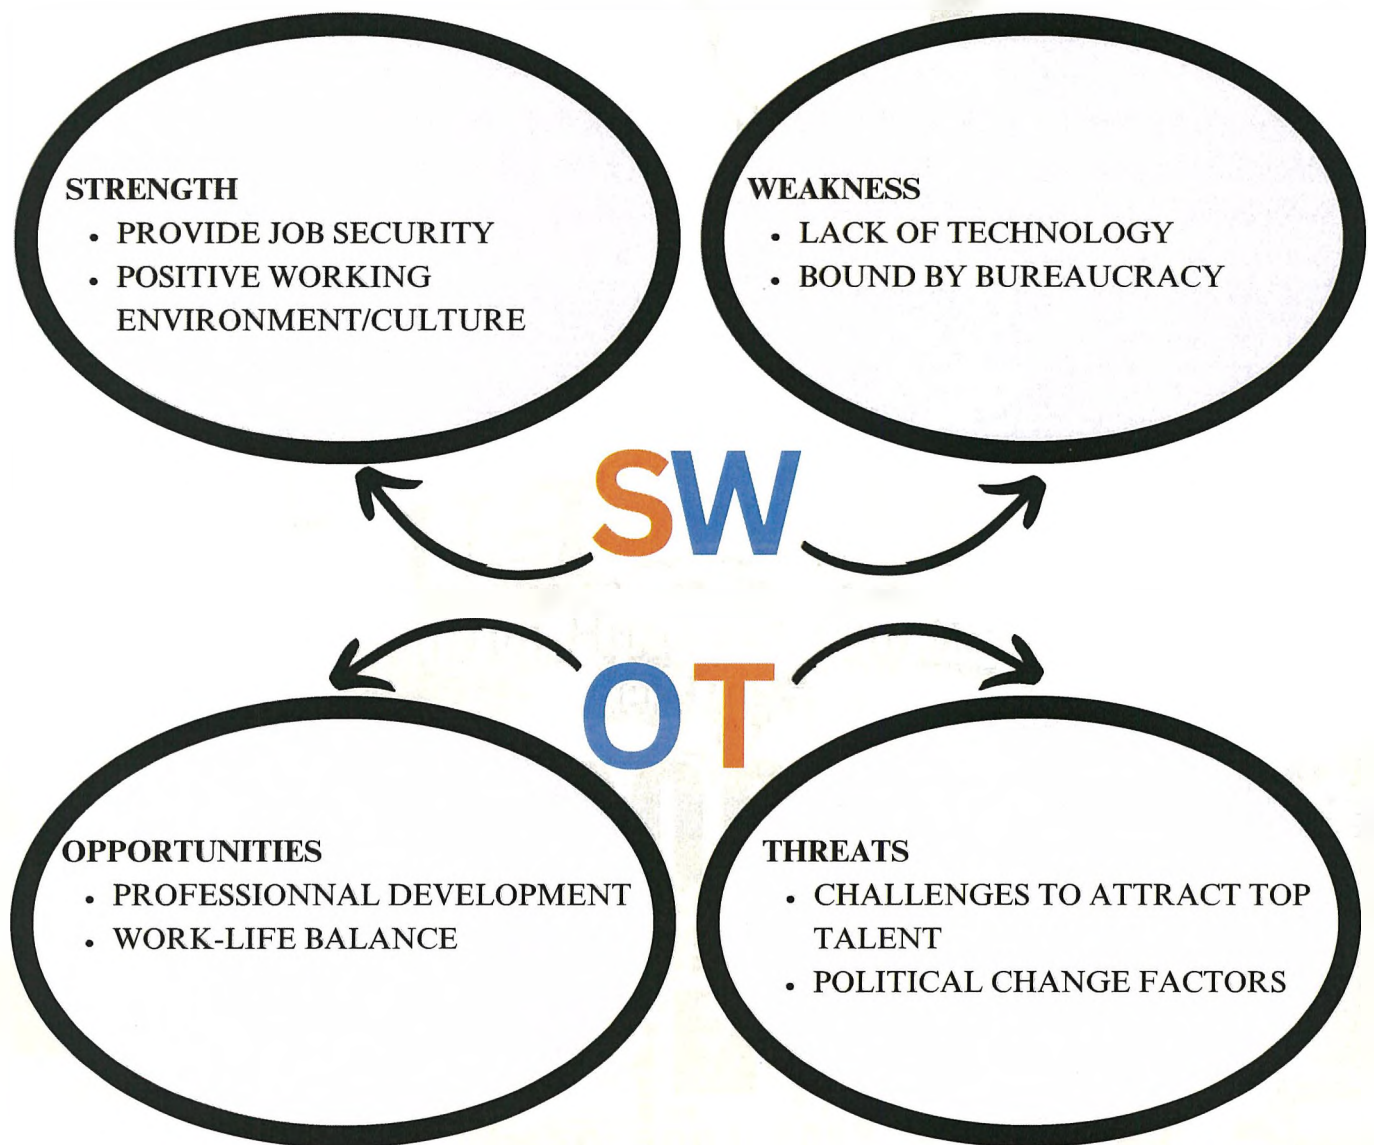 STRENGTH
• PROVIDE JOB SECURITY
• POSITIVE WORKING
ENVIRONMENT/CULTURE
WEAKNESS
• LACK OF TECHNOLOGY
• BOUND BY BUREAUCRACY
SW
OT
OPPORTUNITIES
• PROFESSIONNAL DEVELOPMENT
• WORK-LIFE BALANCE
THREATS
• CHALLENGES TO ATTRACT TOP
TALENT
• POLITICAL CHANGE FACTORS